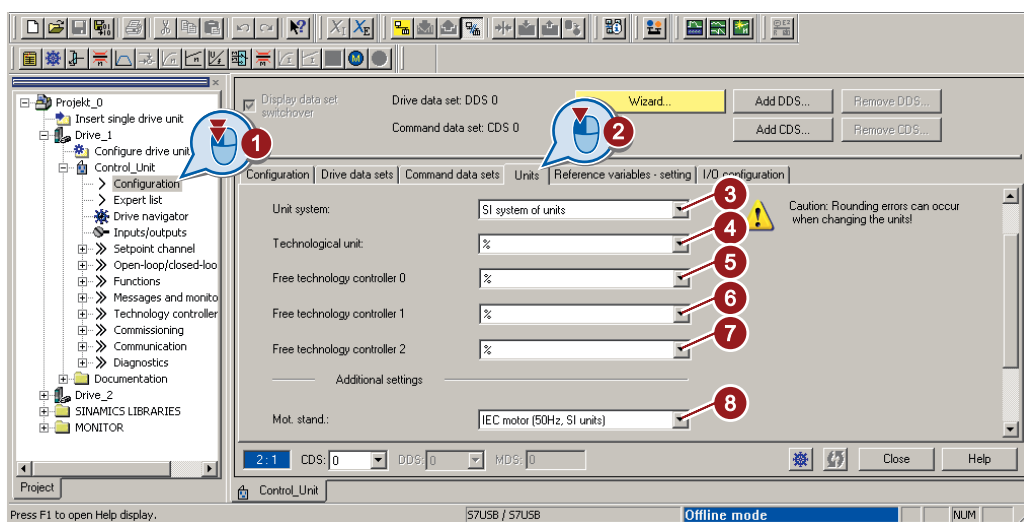 Projekt_0
Insert single drive unit
Drive_1
Configure drive unit
Control_Unit
Configuration
Expert list
Drive navigator
Inputs/outputs
Setpoint channel
Open-loop/closed-loo
Functions
Messages and monito
Technology controller
Commissioning
Communication
Diagnostics
Documentation
Drive_2
SINAMICS LIBRARIES
MONITOR
Project
1
Display data set
switchover
Drive data set: DDS 0
Wizard...
Add DDS...
Remove DDS...
Command data set: CDS 0
2
Add CDS...
Remove CDS...
Configuration
Drive data sets
Command data sets
Units
Reference variables - setting
I/O configuration
Unit system:
SI system of units
3
Caution: Rounding errors can occur
when changing the units!
Technological unit:
%
4
Free technology controller 0
%
5
Free technology controller 1
%
6
Free technology controller 2
%
7
Additional settings
Mot. stand.:
IEC motor (50Hz, SI units)
8
2:1
CDS: 0
DDS: 0
MDS: 0
Close
Help
Control_Unit
Press F1 to open Help display.
S7USB / S7USB
Offline mode
NUM